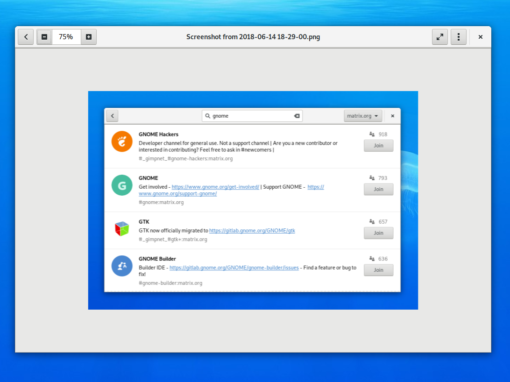 75%
Screenshot from 2018-06-14 18-29-00.png
gnome
matrix.org
GNOME Hackers
918
Developer channel for general use. Not a support channel | Are you a new contributor or
interested in contributing? Feel free to ask in #newcomers |
Join
#_gimpnet_#gnome-hackers:matrix.org
GNOME
793
Get involved - https://www.gnome.org/get-involved/ | Support GNOME - https://
www.gnome.org/support-gnome/
Join
#gnome:matrix.org
GTK
657
GTK now officially migrated to https://gitlab.gnome.org/GNOME/gtk
Join
#_gimpnet_#gtk+:matrix.org
GNOME Builder
636
Builder IDE - https://gitlab.gnome.org/GNOME/gnome-builder/issues - Find a feature or bug to
fix!
Join
#gnome-builder:matrix.org